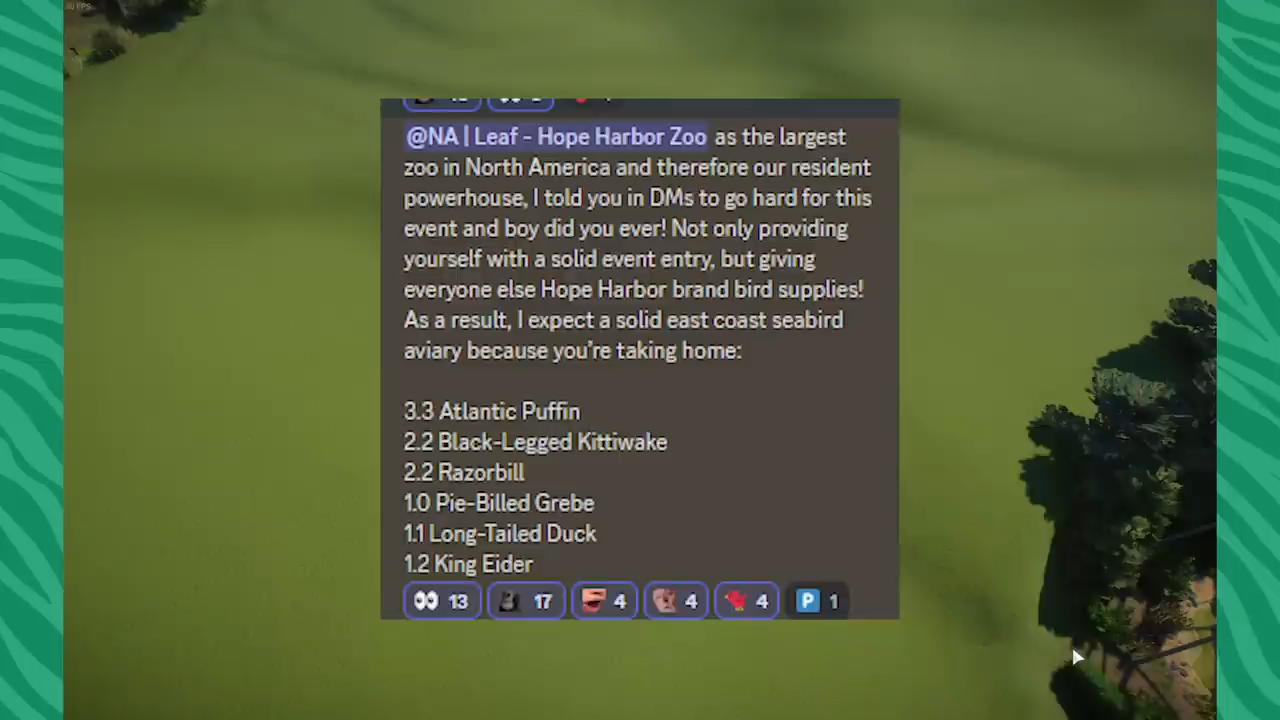 @NA | Leaf - Hope Harbor Zoo as the largest
zoo in North America and therefore our resident
powerhouse, I told you in DMs to go hard for this
event and boy did you ever! Not only providing
yourself with a solid event entry, but giving
everyone else Hope Harbor brand bird supplies!
As a result, I expect a solid east coast seabird
aviary because you're taking home:
3.3 Atlantic Puffin
2.2 Black-Legged Kittiwake
2.2 Razorbill
1.0 Pie-Billed Grebe
1.1 Long-Tailed Duck
1.2 King Eider
13 17 4 4 4 P 1